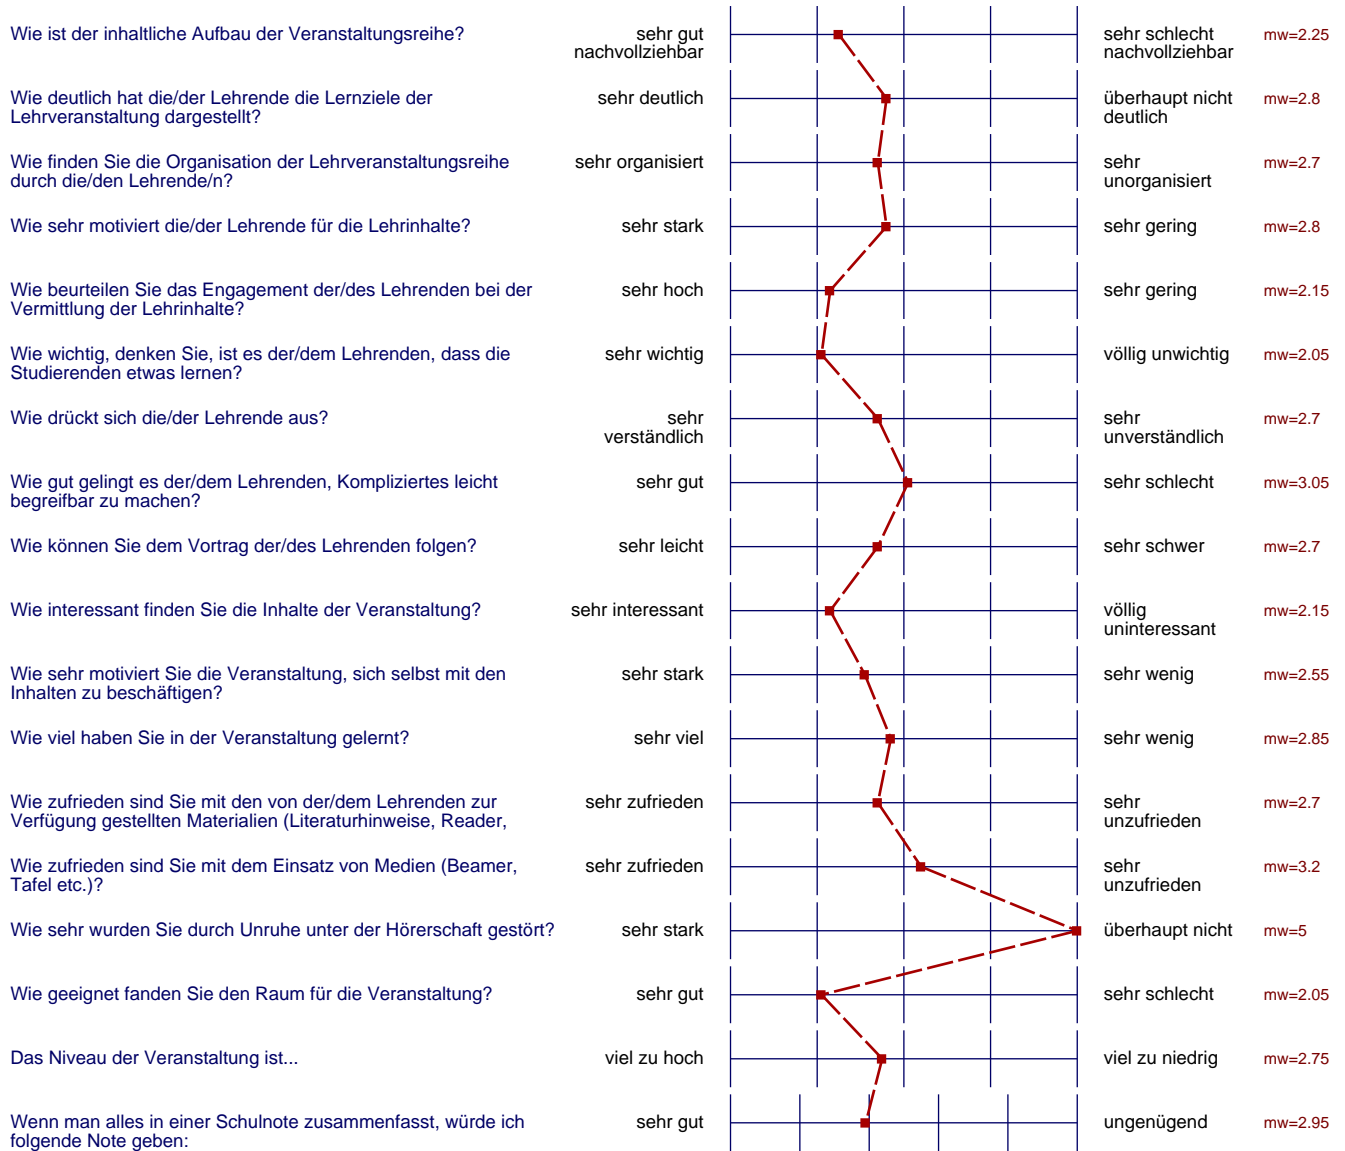 Wie ist der inhaltliche Aufbau der Veranstaltungsreihe?
sehr gut
nachvollziehbar
sehr schlecht
nachvollziehbar
mw=2.25
Wie deutlich hat die/der Lehrende die Lernziele der
Lehrveranstaltung dargestellt?
sehr deutlich
überhaupt nicht
deutlich
mw=2.8
Wie finden Sie die Organisation der Lehrveranstaltungsreihe
durch die/den Lehrende/n?
sehr organisiert
sehr
unorganisiert
mw=2.7
Wie sehr motiviert die/der Lehrende für die Lehrinhalte?
sehr stark
sehr gering
mw=2.8
Wie beurteilen Sie das Engagement der/des Lehrenden bei der
Vermittlung der Lehrinhalte?
sehr hoch
sehr gering
mw=2.15
Wie wichtig, denken Sie, ist es der/dem Lehrenden, dass die
Studierenden etwas lernen?
sehr wichtig
völlig unwichtig
mw=2.05
Wie drückt sich die/der Lehrende aus?
sehr
verständlich
sehr
unverständlich
mw=2.7
Wie gut gelingt es der/dem Lehrenden, Kompliziertes leicht
begreifbar zu machen?
sehr gut
sehr schlecht
mw=3.05
Wie können Sie dem Vortrag der/des Lehrenden folgen?
sehr leicht
sehr schwer
mw=2.7
Wie interessant finden Sie die Inhalte der Veranstaltung?
sehr interessant
völlig
uninteressant
mw=2.15
Wie sehr motiviert Sie die Veranstaltung, sich selbst mit den
Inhalten zu beschäftigen?
sehr stark
sehr wenig
mw=2.55
Wie viel haben Sie in der Veranstaltung gelernt?
sehr viel
sehr wenig
mw=2.85
Wie zufrieden sind Sie mit den von der/dem Lehrenden zur
Verfügung gestellten Materialien (Literaturhinweise, Reader,
sehr zufrieden
sehr
unzufrieden
mw=2.7
Wie zufrieden sind Sie mit dem Einsatz von Medien (Beamer,
Tafel etc.)?
sehr zufrieden
sehr
unzufrieden
mw=3.2
Wie sehr wurden Sie durch Unruhe unter der Hörerschaft gestört?
sehr stark
überhaupt nicht
mw=5
Wie geeignet fanden Sie den Raum für die Veranstaltung?
sehr gut
sehr schlecht
mw=2.05
Das Niveau der Veranstaltung ist...
viel zu hoch
viel zu niedrig
mw=2.75
Wenn man alles in einer Schulnote zusammenfasst, würde ich
folgende Note geben:
sehr gut
ungenügend
mw=2.95